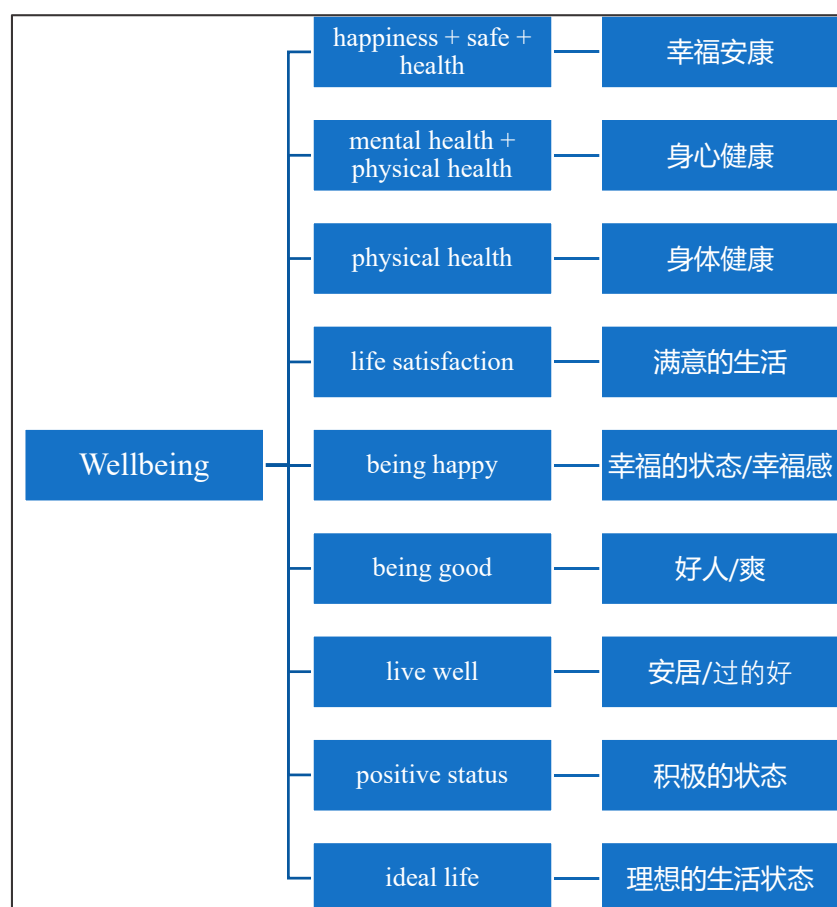 happiness + safe +
health
幸福安康
mental health +
physical health
身心健康
physical health
身体健康
life satisfaction
满意的生活
Wellbeing
being happy
幸福的状态/幸福感
being good
好人/爽
live well
安居/过的好
positive status
积极的状态
ideal life
理想的生活状态